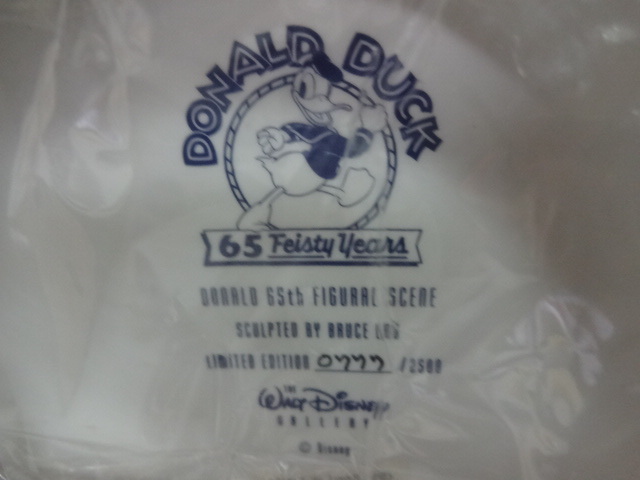 DONALD DUCK
65 Feisty Years
DONALD 65th FIGURAL SCENE
SCULPTED BY BRUCE LAU
LIMITED EDITION 0777 /2500
THE
WALT DISNEY
GALLERY
© Disney